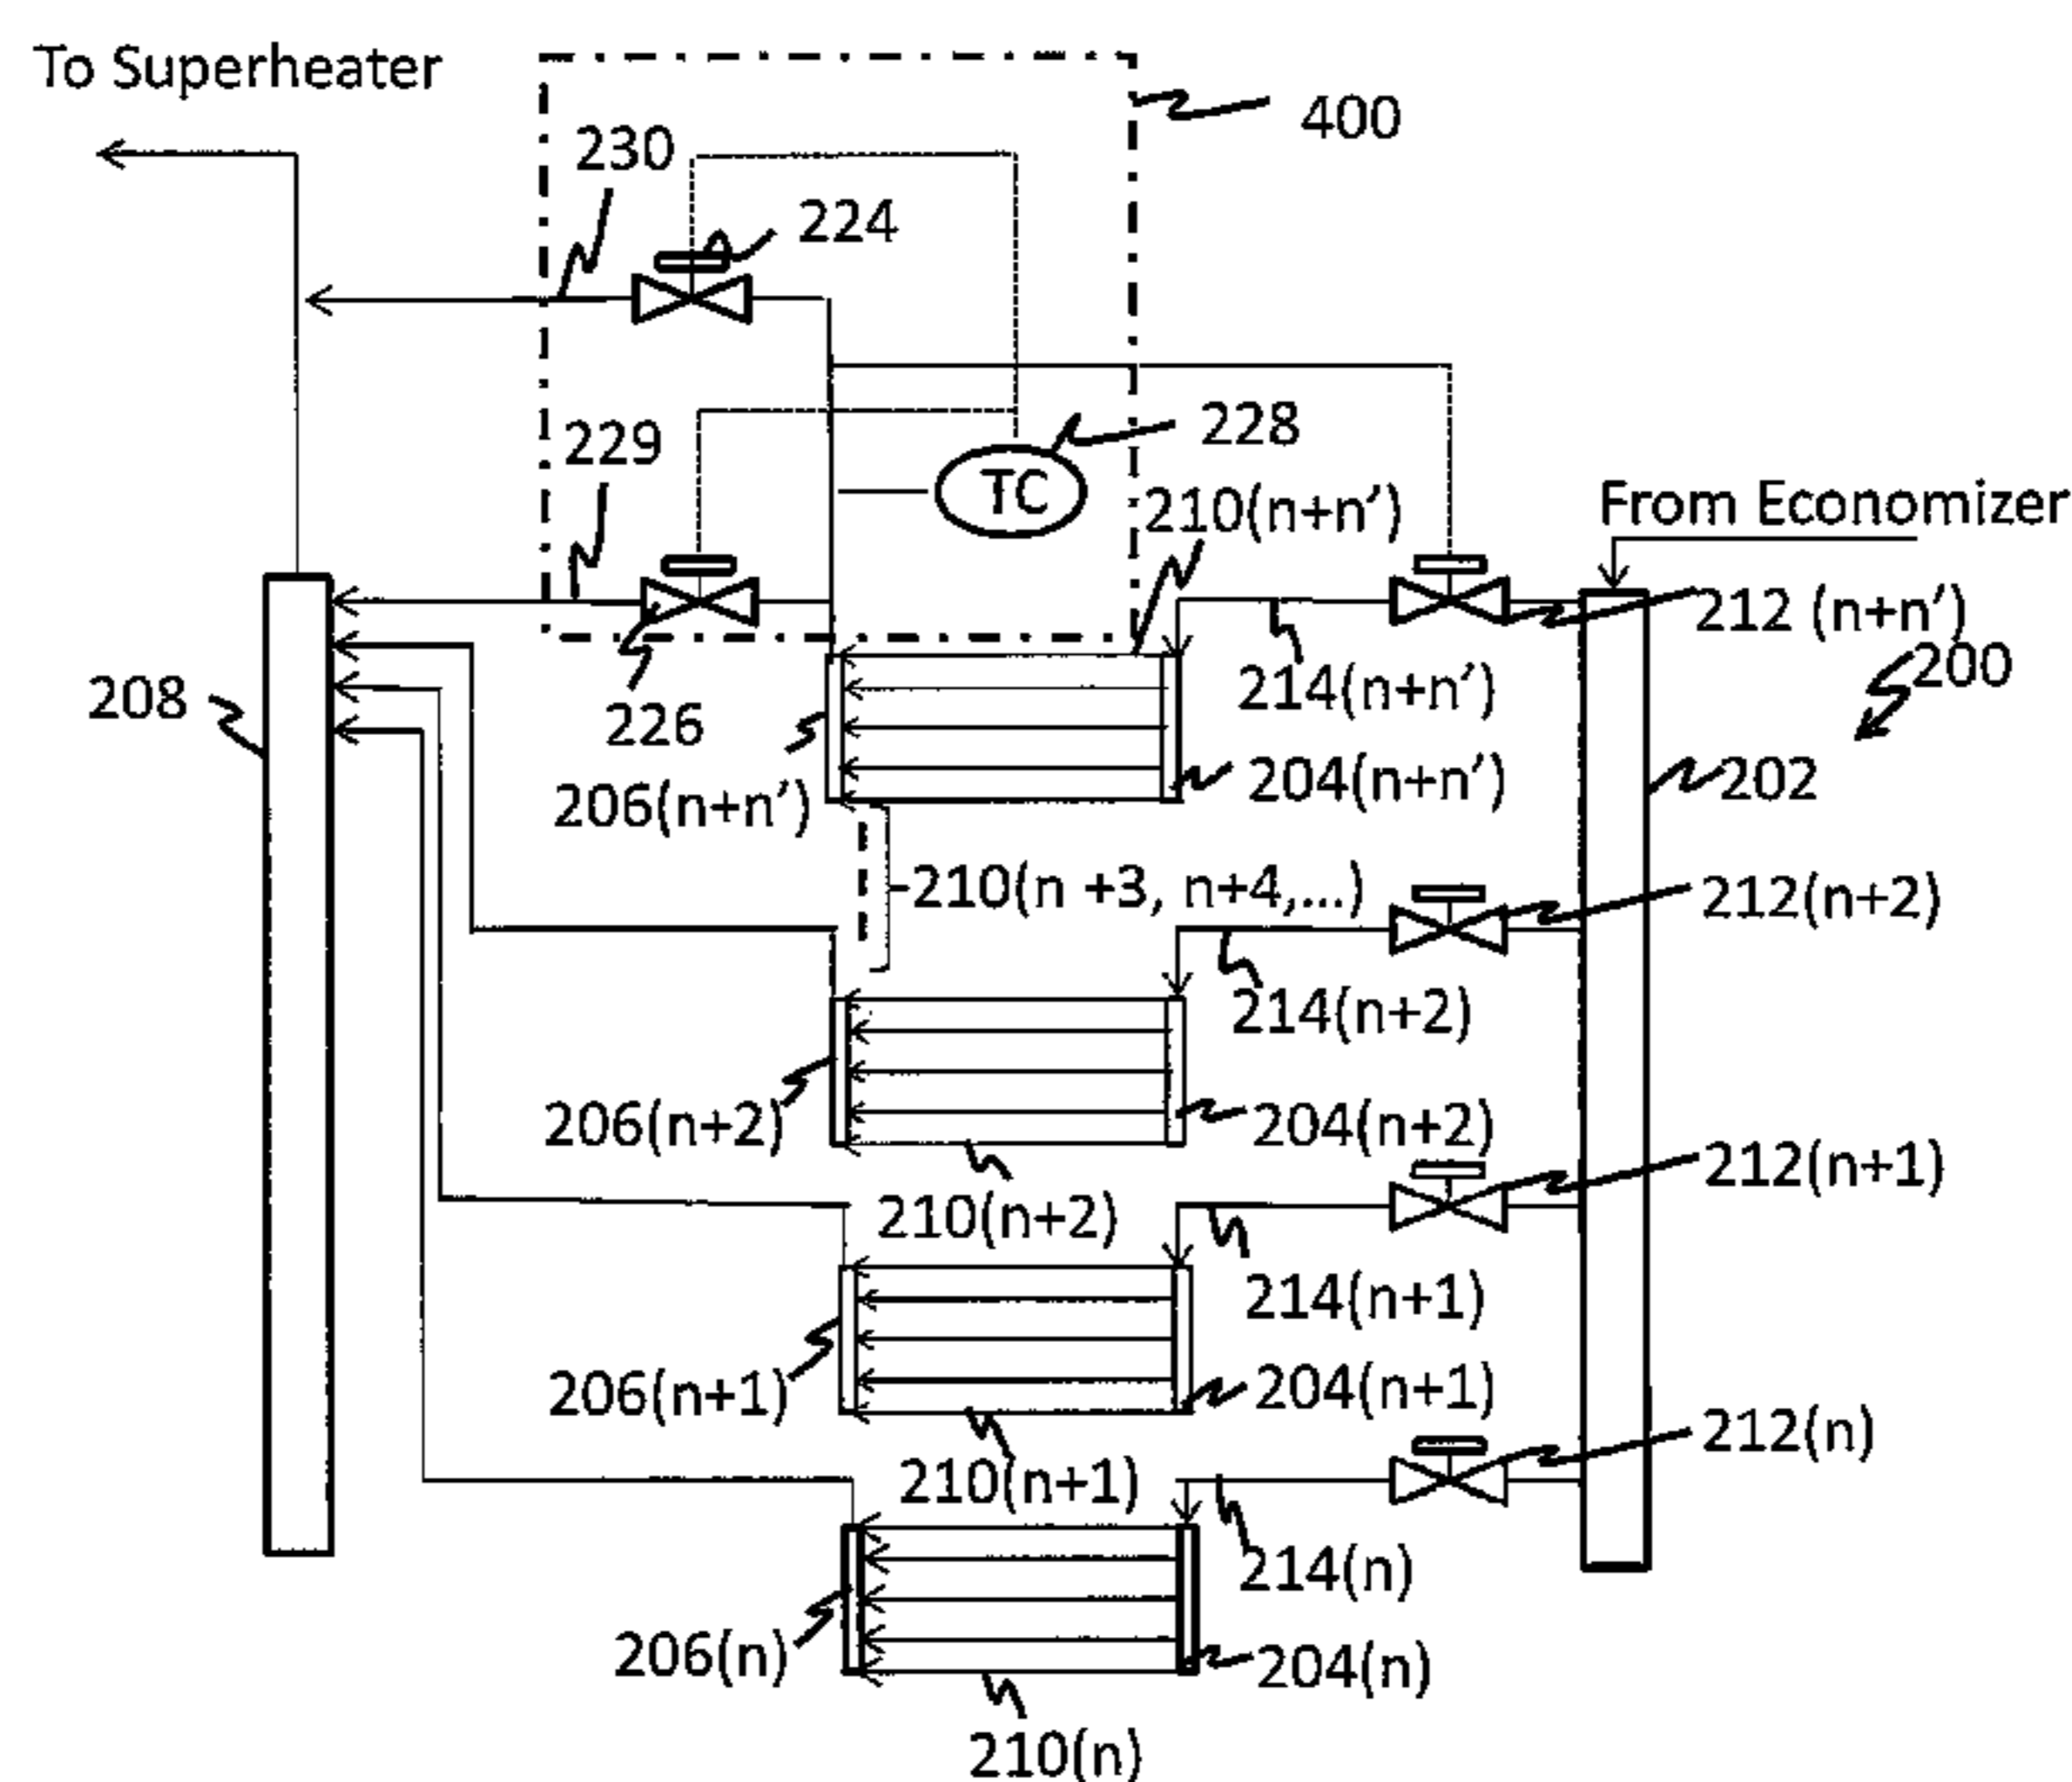 To Superheater
400
230
224
228
229
TC
210(n+n')
From Economizer
212 (n+n')
200
208
226
214(n+n')
206(n+n')
204(n+n')
202
210(n +3, n+4,...)
212(n+2)
214(n+2)
206(n+2)
204(n+2)
212(n+1)
210(n+2)
214(n+1)
206(n+1)
204(n+1)
212(n)
210(n+1)
214(n)
206(n)
204(n)
210(n)